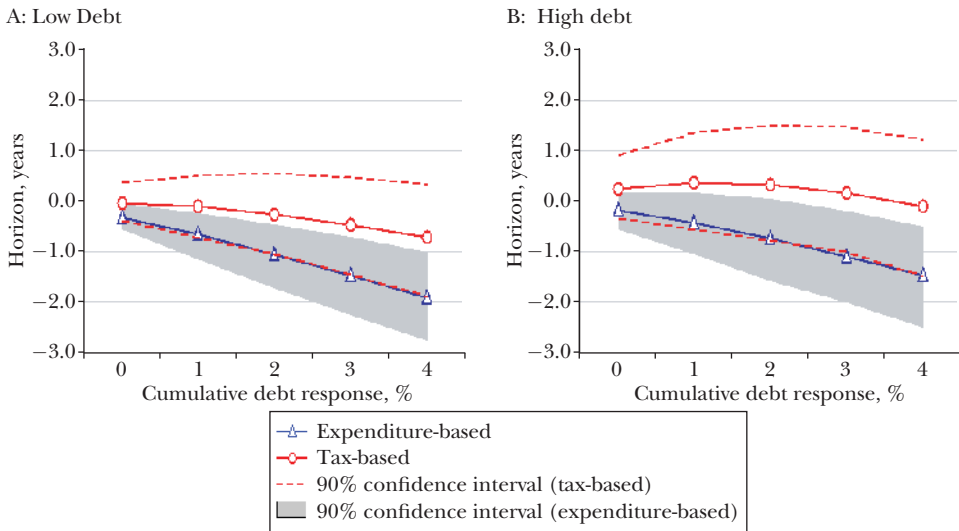 A: Low Debt
3.0
2.0
1.0
0.0
−1.0
−2.0
−3.0
Horizon, years
0 1 2 3 4
Cumulative debt response, %
B: High debt
3.0
2.0
1.0
0.0
−1.0
−2.0
−3.0
Horizon, years
0 1 2 3 4
Cumulative debt response, %
Expenditure-based
Tax-based
90% confidence interval (tax-based)
90% confidence interval (expenditure-based)